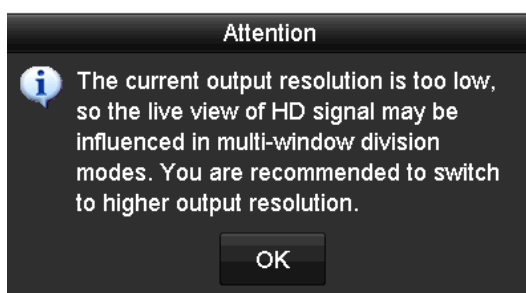 Attention
The current output resolution is too low,
so the live view of HD signal may be
influenced in multi-window division
modes. You are recommended to switch
to higher output resolution.
OK